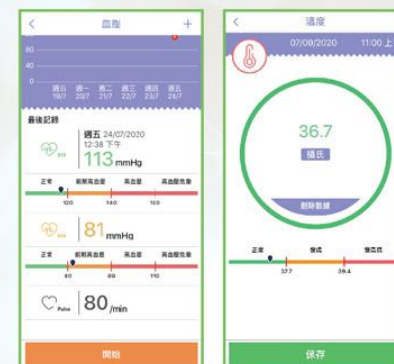 血壓
80
40
0
週五 週一 週二 週三 週四 週五
19/7 20/7 21/7 22/7 23/7 24/7
最後記錄
週五 24/07/2020
12:38 下午
SYS 113 mmHg
正常 前期高血壓 高血壓 高血壓危象
120 140 160
81 mmHg
正常 前期高血壓 高血壓 高血壓危象
80 90 110
Pulse 80 /min
開始
溫度
07/09/2020 11:00 上
36.7
攝氏
刪除數據
正常 發燒 發高燒
37.7 39.4
保存